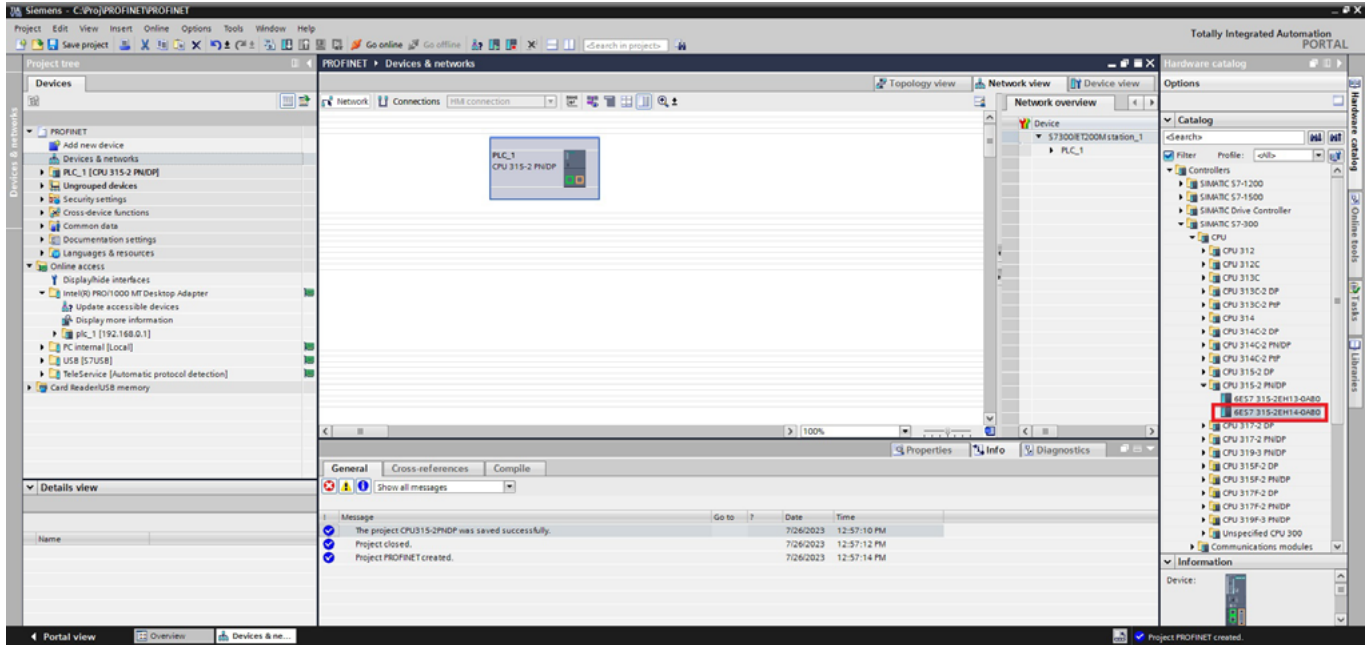 Siemens - C:\Proj\PROFINET\PROFINET
Project Edit View Insert Online Options Tools Window Help
Totally Integrated Automation
PORTAL
Save project
Go online
Go offline
<Search in project>
Project tree
PROFINET ▸ Devices & networks
Hardware catalog
Devices
Topology view
Network view
Device view
Options
Network
Connections
HMI connection
Network overview
Devices & networks
PROFINET
Add new device
Devices & networks
PLC_1 [CPU 315-2 PN/DP]
Ungrouped devices
Security settings
Cross-device functions
Common data
Documentation settings
Languages & resources
Online access
Display/hide interfaces
Intel(R) PRO/1000 MT Desktop Adapter
Update accessible devices
Display more information
plc_1 [192.168.0.1]
PC internal [Local]
USB [S7USB]
TeleService [Automatic protocol detection]
Card Reader/USB memory
PLC_1
CPU 315-2 PN/DP
Device
S7300/ET200M station_1
PLC_1
100%
Catalog
<Search>
Filter
Profile:
<All>
Controllers
SIMATIC S7-1200
SIMATIC S7-1500
SIMATIC Drive Controller
SIMATIC S7-300
CPU
CPU 312
CPU 312C
CPU 313C
CPU 313C-2 DP
CPU 313C-2 PtP
CPU 314
CPU 314C-2 DP
CPU 314C-2 PN/DP
CPU 314C-2 PtP
CPU 315-2 DP
CPU 315-2 PN/DP
6ES7 315-2EH13-0AB0
6ES7 315-2EH14-0AB0
CPU 317-2 DP
CPU 317-2 PN/DP
CPU 319-3 PN/DP
CPU 315F-2 DP
CPU 315F-2 PN/DP
CPU 317F-2 DP
CPU 317F-2 PN/DP
CPU 319F-3 PN/DP
Unspecified CPU 300
Communications modules
Information
Device:
Hardware catalog
Online tools
Tasks
Libraries
Properties
Info
Diagnostics
General
Cross-references
Compile
Show all messages
! Message Go to ? Date Time
The project CPU315-2PNDP was saved successfully. 7/26/2023 12:57:10 PM
Project closed. 7/26/2023 12:57:12 PM
Project PROFINET created. 7/26/2023 12:57:14 PM
Details view
Name
Portal view
Overview
Devices & ne...
Project PROFINET created.